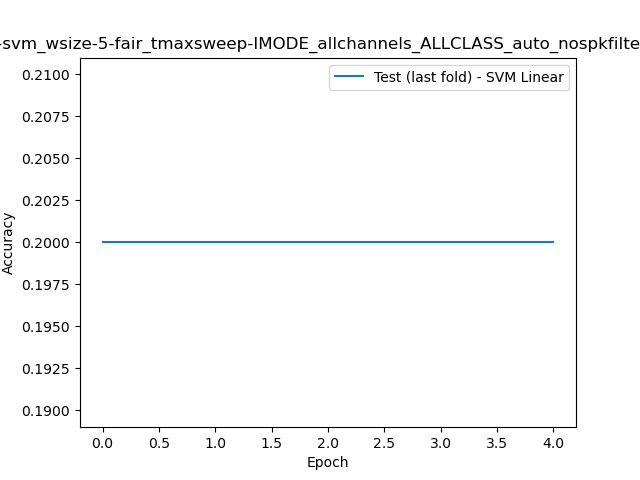 -svm_wsize-5-fair_tmaxsweep-IMODE_allchannels_ALLCLASS_auto_nospkfilte
Test (last fold) - SVM Linear
0.2100
0.2075
0.2050
0.2025
0.2000
0.1975
0.1950
0.1925
0.1900
Accuracy
0.0 0.5 1.0 1.5 2.0 2.5 3.0 3.5 4.0
Epoch